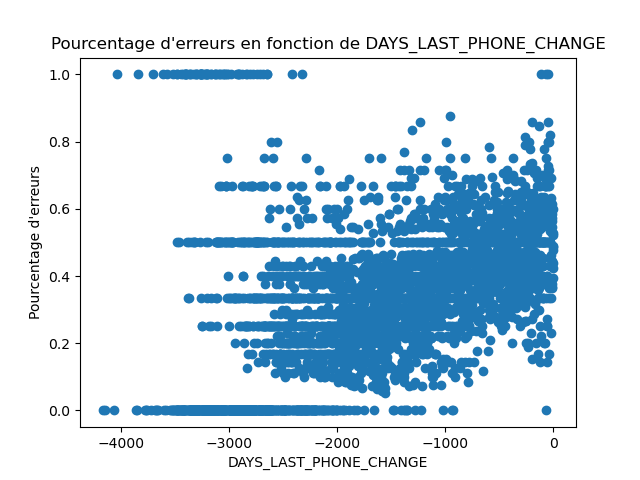 Pourcentage d'erreurs en fonction de DAYS_LAST_PHONE_CHANGE
1.0
0.8
0.6
0.4
0.2
0.0
Pourcentage d'erreurs
−4000 −3000 −2000 −1000 0
DAYS_LAST_PHONE_CHANGE